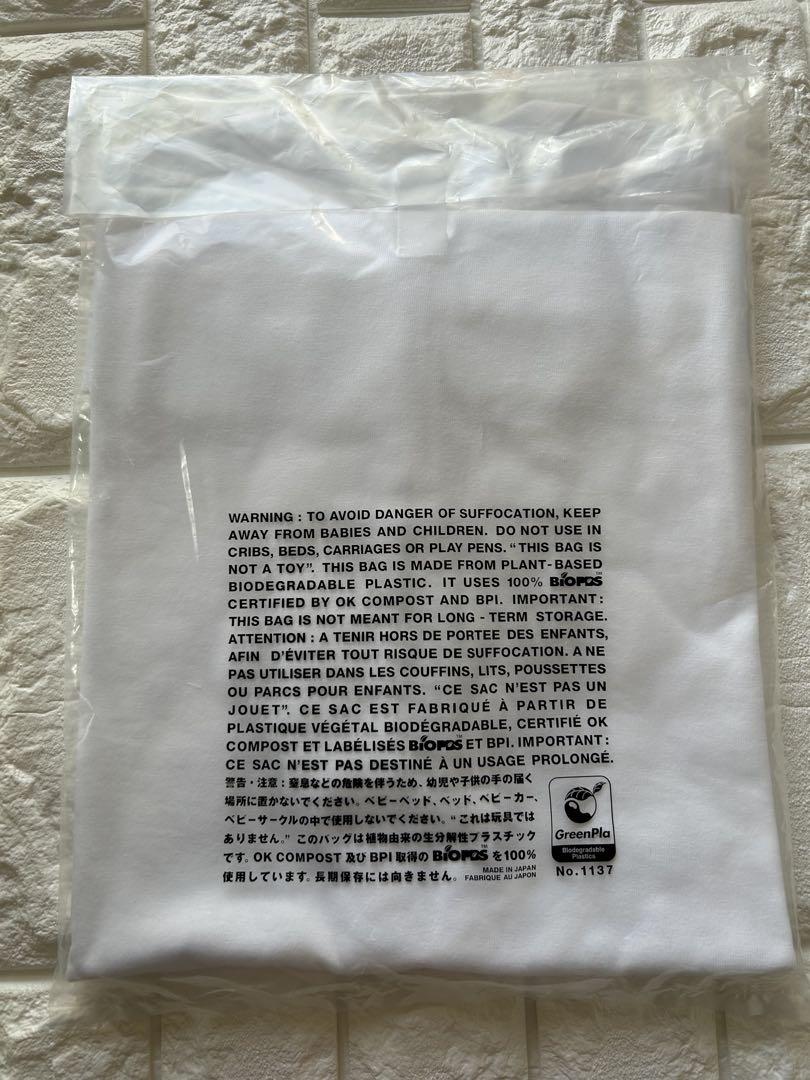 WARNING : TO AVOID DANGER OF SUFFOCATION, KEEP
AWAY FROM BABIES AND CHILDREN. DO NOT USE IN
CRIBS, BEDS, CARRIAGES OR PLAY PENS. “THIS BAG IS
NOT A TOY”. THIS BAG IS MADE FROM PLANT-BASED
BIODEGRADABLE PLASTIC. IT USES 100% BIOPBS™
CERTIFIED BY OK COMPOST AND BPI. IMPORTANT :
THIS BAG IS NOT MEANT FOR LONG - TERM STORAGE.
ATTENTION : A TENIR HORS DE PORTEE DES ENFANTS,
AFIN D’ÉVITER TOUT RISQUE DE SUFFOCATION. A NE
PAS UTILISER DANS LES COUFFINS, LITS, POUSSETTES
OU PARCS POUR ENFANTS. “CE SAC N’EST PAS UN
JOUET”. CE SAC EST FABRIQUÉ À PARTIR DE
PLASTIQUE VÉGÉTAL BIODÉGRADABLE, CERTIFIÉ OK
COMPOST ET LABÉLISÉS BIOPBS™ ET BPI. IMPORTANT :
CE SAC N’EST PAS DESTINÉ À UN USAGE PROLONGÉ.
警告・注意 : 窒息などの危険を伴うため、幼児や子供の手の届く
場所に置かないでください。ベビーベッド、ベッド、ベビーカー、
ベビーサークルの中で使用しないでください。“これは玩具では
ありません。” このバッグは植物由来の生分解性プラスチック
です。OK COMPOST 及び BPI 取得の BIOPBS™ を100%
使用しています。長期保存には向きません。
MADE IN JAPAN
FABRIQUE AU JAPON
GreenPla
Biodegradable
Plastics
No.1137